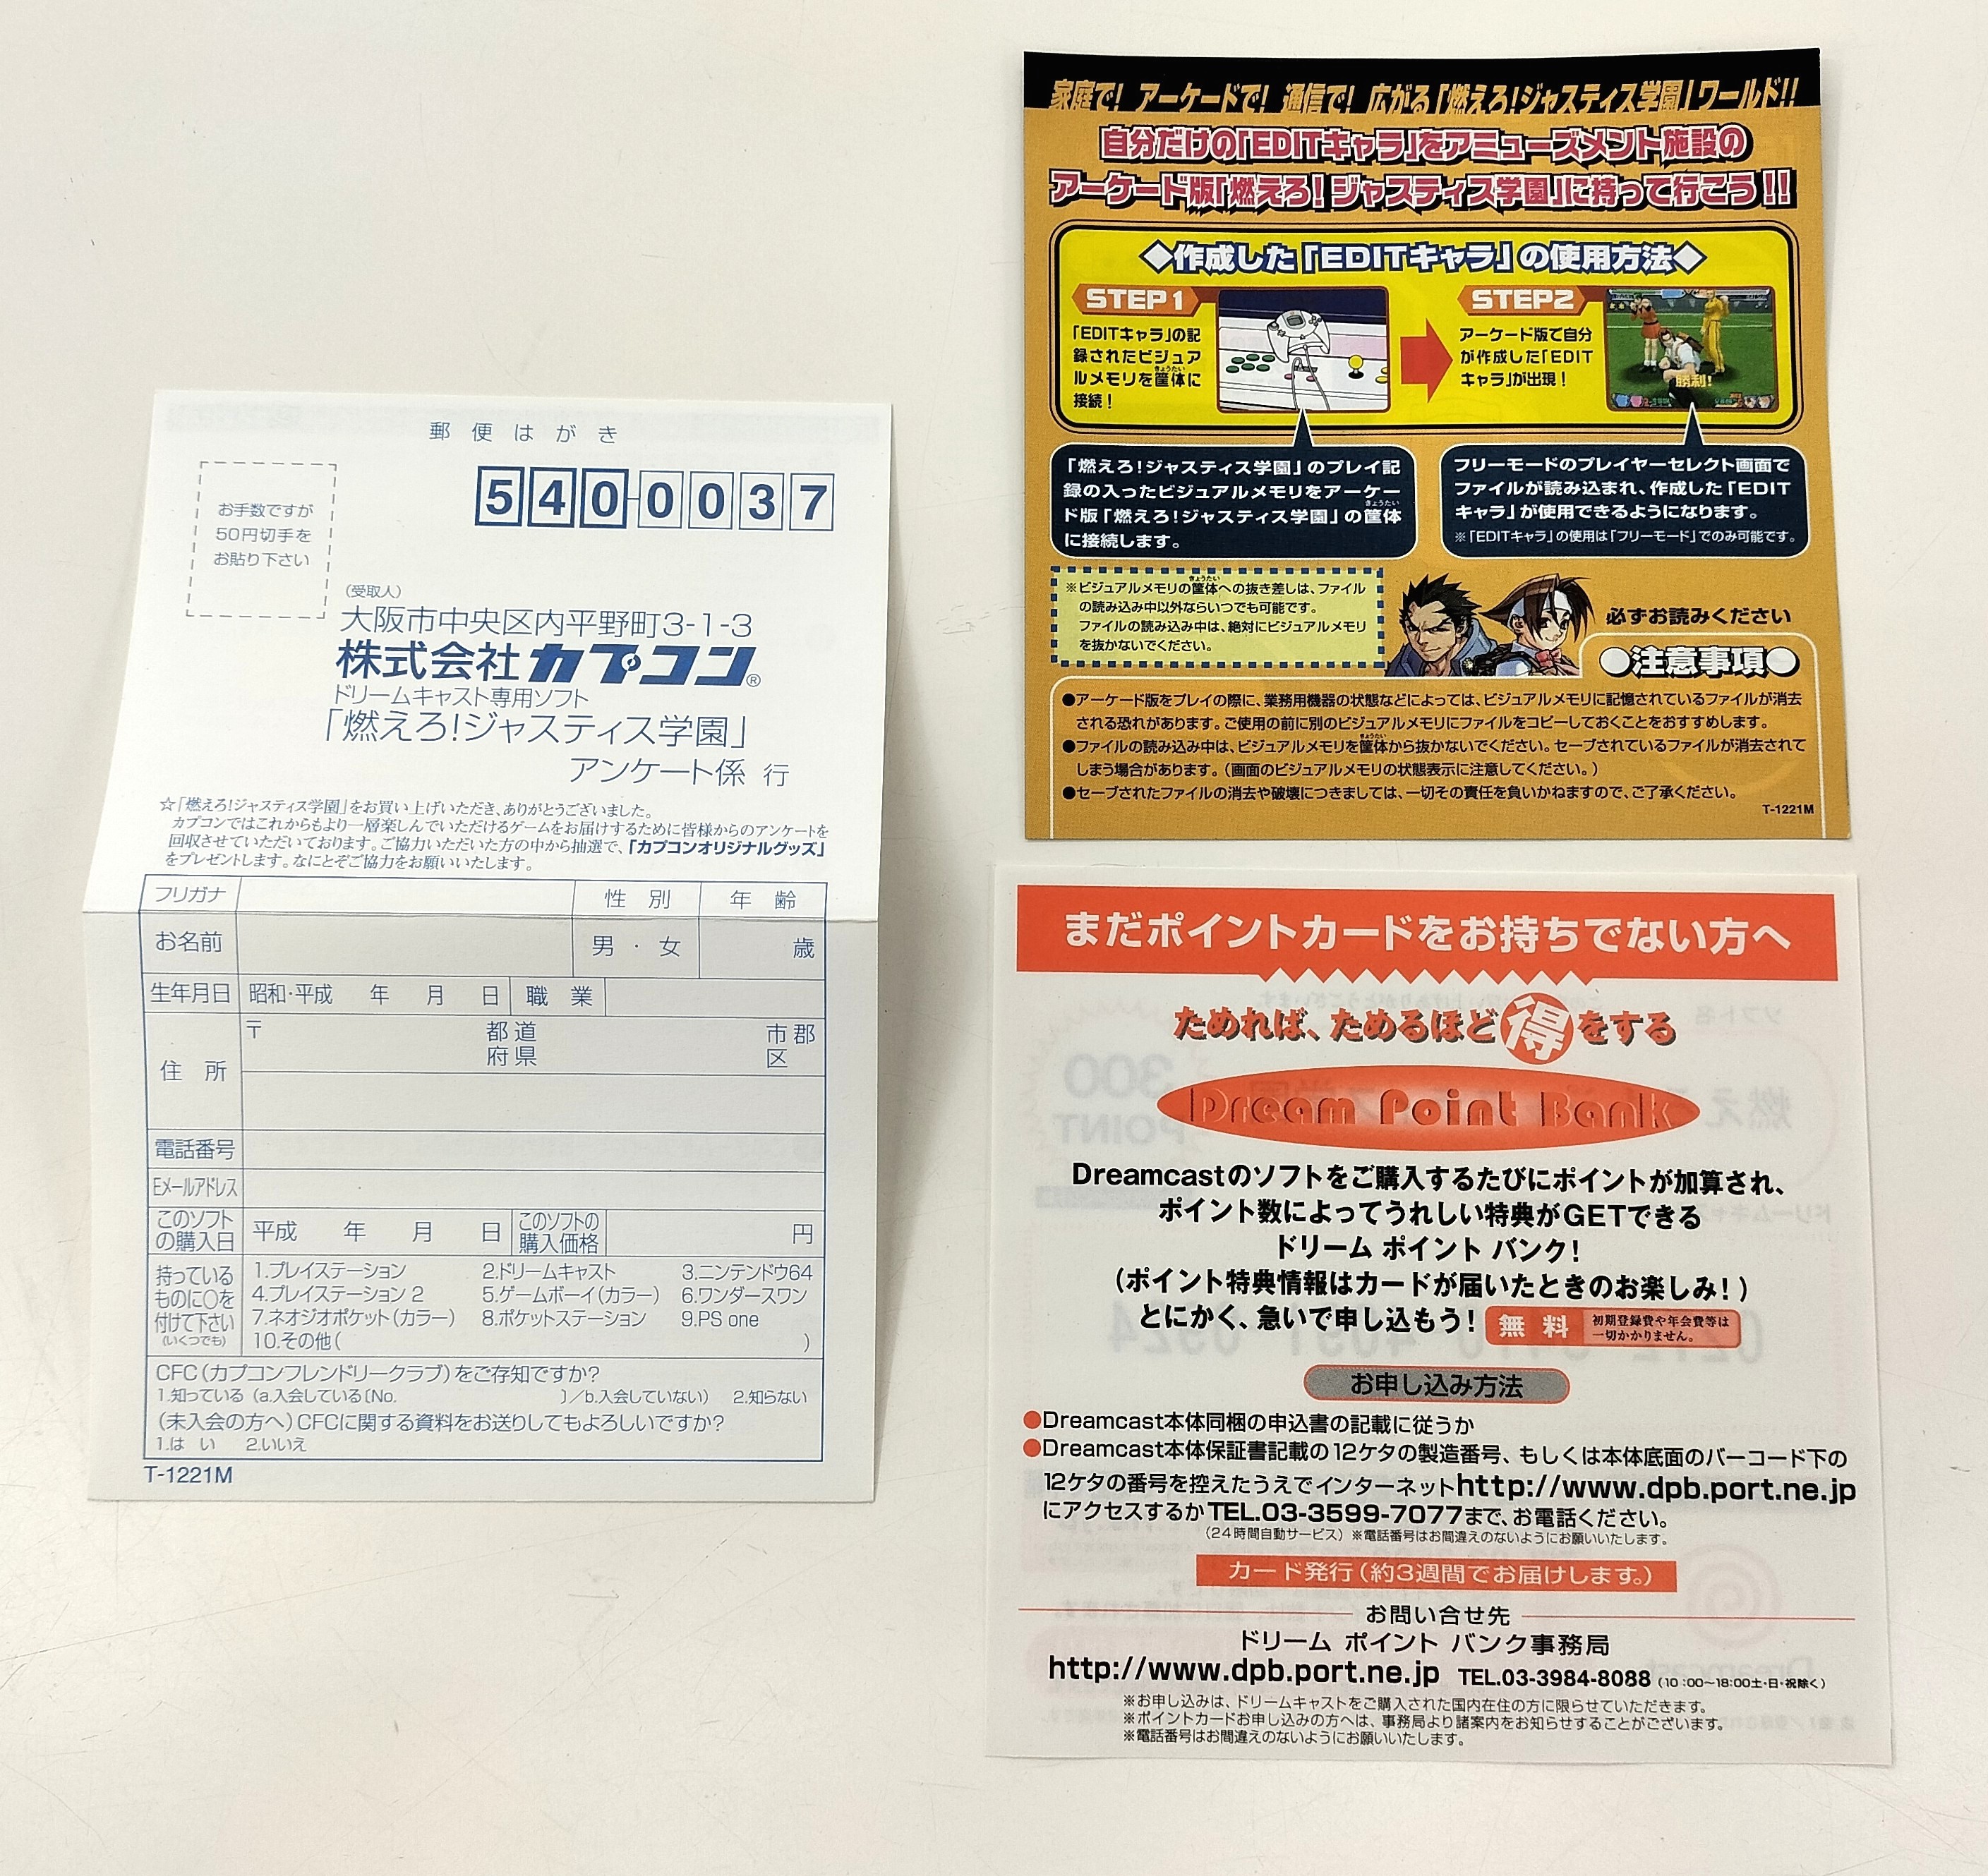 郵便はがき
お手数ですが
50円切手を
お貼り下さい
540-0037
（受取人）
大阪市中央区内平野町3-1-3
株式会社カプコン®
ドリームキャスト専用ソフト
「燃えろ!ジャスティス学園」
アンケート係 行
☆「燃えろ!ジャスティス学園」をお買い上げいただき、ありがとうございました。
カプコンではこれからもより一層楽しんでいただけるゲームをお届けするために皆様からのアンケートを
回収させていただいております。ご協力いただいた方の中から抽選で、「カプコンオリジナルグッズ」
をプレゼントします。なにとぞご協力をお願いいたします。
フリガナ 性別 年齢
お名前 男・女 歳
生年月日 昭和・平成 年 月 日 職業
住所 〒 都道 市郡
府県 区
電話番号
Eメールアドレス
このソフトの購入日 平成 年 月 日 このソフトの購入価格 円
持っているものに○を付けて下さい（いくつでも）
1.プレイステーション 2.ドリームキャスト 3.ニンテンドウ64
4.プレイステーション2 5.ゲームボーイ（カラー） 6.ワンダースワン
7.ネオジオポケット（カラー） 8.ポケットステーション 9.PS one
10.その他（ ）
CFC（カプコンフレンドリークラブ）をご存知ですか?
1.知っている（a.入会している〔No. 〕／b.入会していない） 2.知らない
（未入会の方へ）CFCに関する資料をお送りしてもよろしいですか?
1.はい 2.いいえ
T-1221M
家庭で! アーケードで! 通信で! 広がる「燃えろ!ジャスティス学園」ワールド!!
自分だけの「EDITキャラ」をアミューズメント施設の
アーケード版「燃えろ! ジャスティス学園」に持って行こう!!
◆作成した「EDITキャラ」の使用方法◆
STEP1
「EDITキャラ」の記
録されたビジュア
ルメモリを筐体に
接続!
きょうたい
STEP2
アーケード版で自分
が作成した「EDIT
キャラ」が出現!
勝利!
「燃えろ!ジャスティス学園」のプレイ記
録の入ったビジュアルメモリをアーケー
ド版「燃えろ!ジャスティス学園」の筐体
に接続します。
きょうたい
フリーモードのプレイヤーセレクト画面で
ファイルが読み込まれ、作成した「EDIT
キャラ」が使用できるようになります。
※「EDITキャラ」の使用は「フリーモード」でのみ可能です。
きょうたい
※ビジュアルメモリの筐体への抜き差しは、ファイル
の読み込み中以外ならいつでも可能です。
ファイルの読み込み中は、絶対にビジュアルメモリ
を抜かないでください。
必ずお読みください
●注意事項●
●アーケード版をプレイの際に、業務用機器の状態などによっては、ビジュアルメモリに記憶されているファイルが消去
される恐れがあります。ご使用の前に別のビジュアルメモリにファイルをコピーしておくことをおすすめします。
きょうたい
●ファイルの読み込み中は、ビジュアルメモリを筐体から抜かないでください。セーブされているファイルが消去されて
しまう場合があります。（画面のビジュアルメモリの状態表示に注意してください。）
●セーブされたファイルの消去や破壊につきましては、一切その責任を負いかねますので、ご了承ください。
T-1221M
まだポイントカードをお持ちでない方へ
ためれば、ためるほど得をする
Dream Point Bank
Dreamcastのソフトをご購入するたびにポイントが加算され、
ポイント数によってうれしい特典がGETできる
ドリーム ポイント バンク!
（ポイント特典情報はカードが届いたときのお楽しみ!）
とにかく、急いで申し込もう!
無料 初期登録費や年会費等は
一切かかりません。
お申し込み方法
●Dreamcast本体同梱の申込書の記載に従うか
●Dreamcast本体保証書記載の12ケタの製造番号、もしくは本体底面のバーコード下の
12ケタの番号を控えたうえでインターネットhttp://www.dpb.port.ne.jp
にアクセスするかTEL.03-3599-7077まで、お電話ください。
（24時間自動サービス）※電話番号はお間違えのないようにお願いいたします。
カード発行（約3週間でお届けします。）
お問い合せ先
ドリーム ポイント バンク事務局
http://www.dpb.port.ne.jp TEL.03-3984-8088（10:00～18:00土・日・祝除く）
※お申し込みは、ドリームキャストをご購入された国内在住の方に限らせていただきます。
※ポイントカードお申し込みの方へは、事務局より諸案内をお知らせすることがございます。
※電話番号はお間違えのないようにお願いいたします。